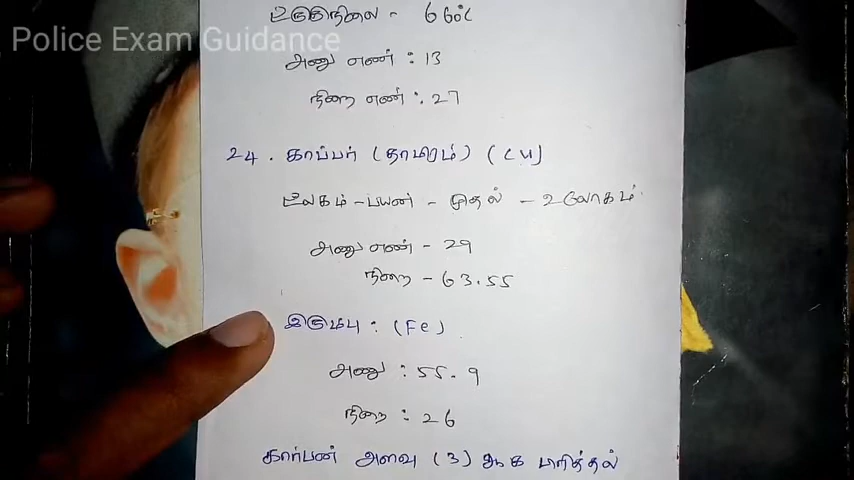 உருகுநிலை - 660°c
Police Exam Guidance
அணு எண் : 13
நிறை எண் : 27
24. காப்பர் (தாமிரம்) (cu)
உலகம் - பயன் - முதல் - உலோகம்
அணு எண் - 29
நிறை - 63.55
இரும்பு : (Fe)
அணு : 55.9
நிறை : 26
கார்பன் அளவு (3) ஆக பிரித்தல்